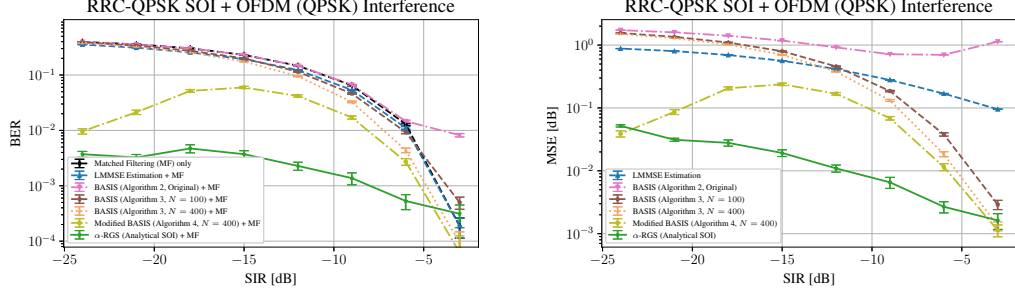 RRC-QPSK SOI + OFDM (QPSK) Interference
BER
10⁻¹
10⁻²
10⁻³
10⁻⁴
Matched Filtering (MF) only
LMMSE Estimation + MF
BASIS (Algorithm 2, Original) + MF
BASIS (Algorithm 3, N = 100) + MF
BASIS (Algorithm 3, N = 400) + MF
Modified BASIS (Algorithm 4, N = 400) + MF
α-RGS (Analytical SOI) + MF
−25 −20 −15 −10 −5
SIR [dB]
RRC-QPSK SOI + OFDM (QPSK) Interference
MSE [dB]
10⁰
10⁻¹
10⁻²
10⁻³
LMMSE Estimation
BASIS (Algorithm 2, Original)
BASIS (Algorithm 3, N = 100)
BASIS (Algorithm 3, N = 400)
Modified BASIS (Algorithm 4, N = 400)
α-RGS (Analytical SOI)
−25 −20 −15 −10 −5
SIR [dB]